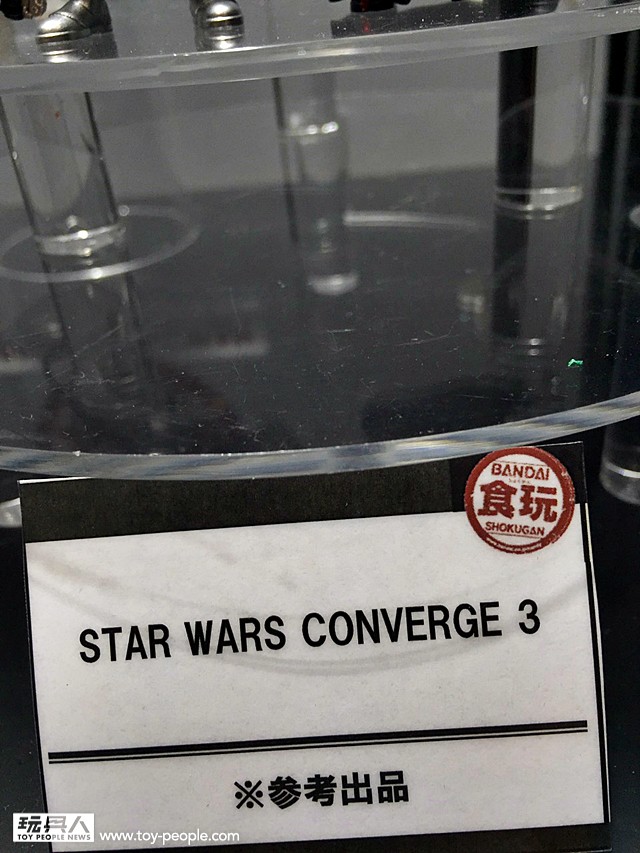 BANDAI
食玩
SHOKUGAN
STAR WARS CONVERGE 3
※参考出品
玩具人
TOY PEOPLE NEWS
www.toy-people.com